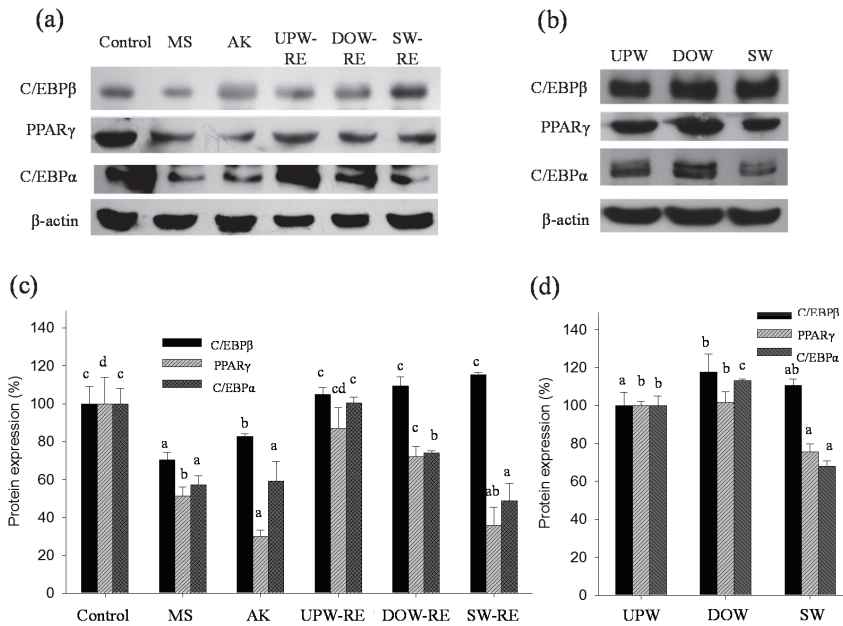 (a)
Control MS AK UPW-RE DOW-RE SW-RE
C/EBPβ
PPARγ
C/EBPα
β-actin
(b)
UPW DOW SW
C/EBPβ
PPARγ
C/EBPα
β-actin
(c)
Protein expression (%)
140
120
100
80
60
40
20
0
C/EBPβ
PPARγ
C/EBPα
c d c
a b a
b a a
c cd c
c c b
c ab a
Control MS AK UPW-RE DOW-RE SW-RE
(d)
Protein expression (%)
140
120
100
80
60
40
20
0
C/EBPβ
PPARγ
C/EBPα
a b b
b b c
ab a a
UPW DOW SW